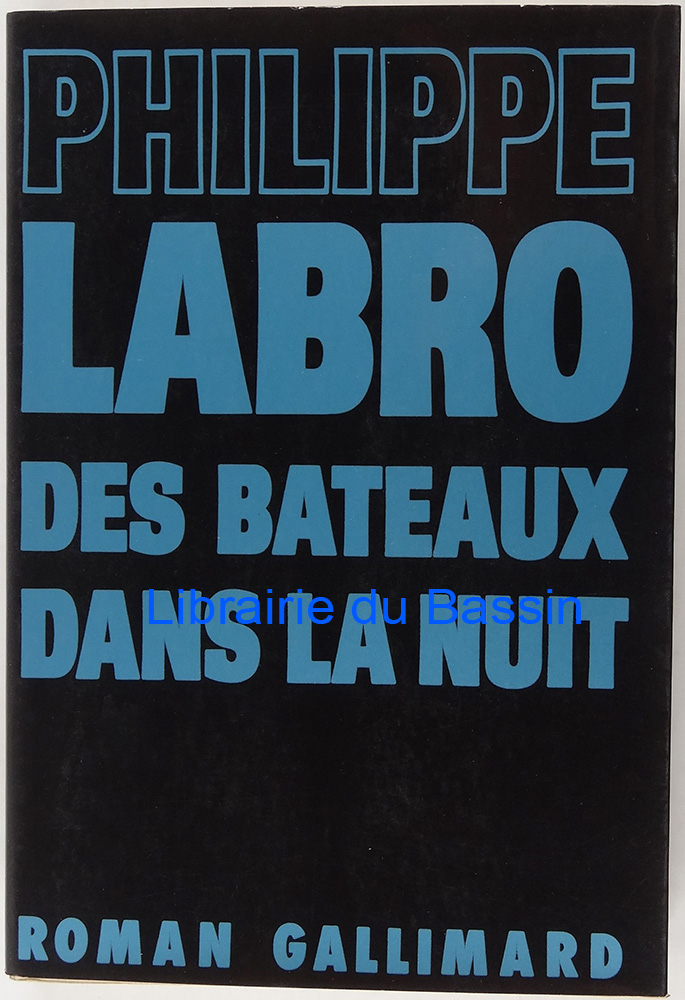 PHILIPPE
LABRO
DES BATEAUX
DANS LA NUIT
Librairie du Bassin
ROMAN GALLIMARD